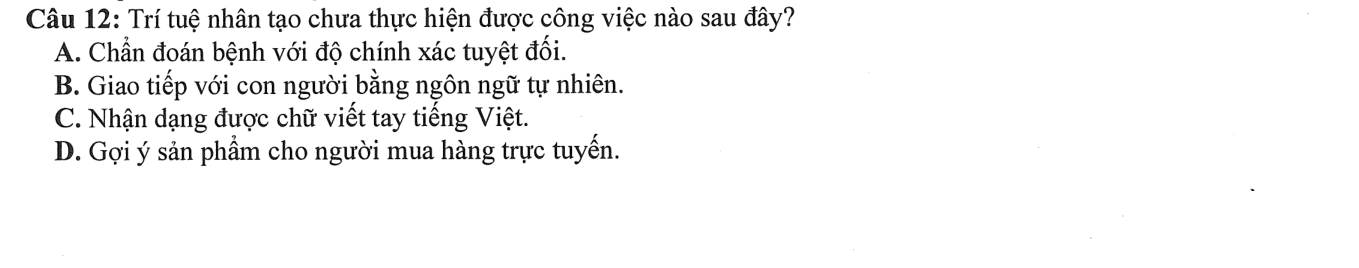 Câu 12: Trí tuệ nhân tạo chưa thực hiện được công việc nào sau đây?
A. Chẩn đoán bệnh với độ chính xác tuyệt đối.
B. Giao tiếp với con người bằng ngôn ngữ tự nhiên.
C. Nhận dạng được chữ viết tay tiếng Việt.
D. Gợi ý sản phẩm cho người mua hàng trực tuyến.